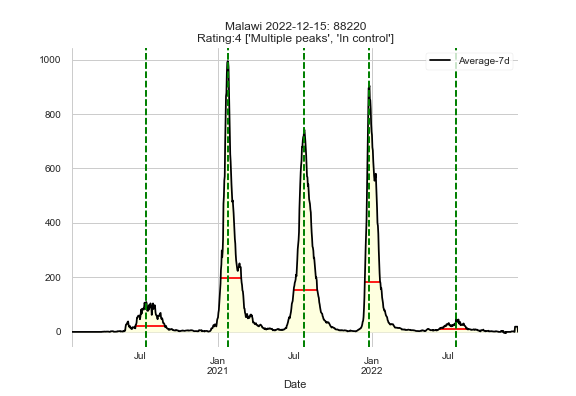 Malawi 2022-12-15: 88220
Rating:4 ['Multiple peaks', 'In control']
Average-7d
1000
800
600
400
200
0
Jul
Jan
2021
Jul
Jan
2022
Jul
Date